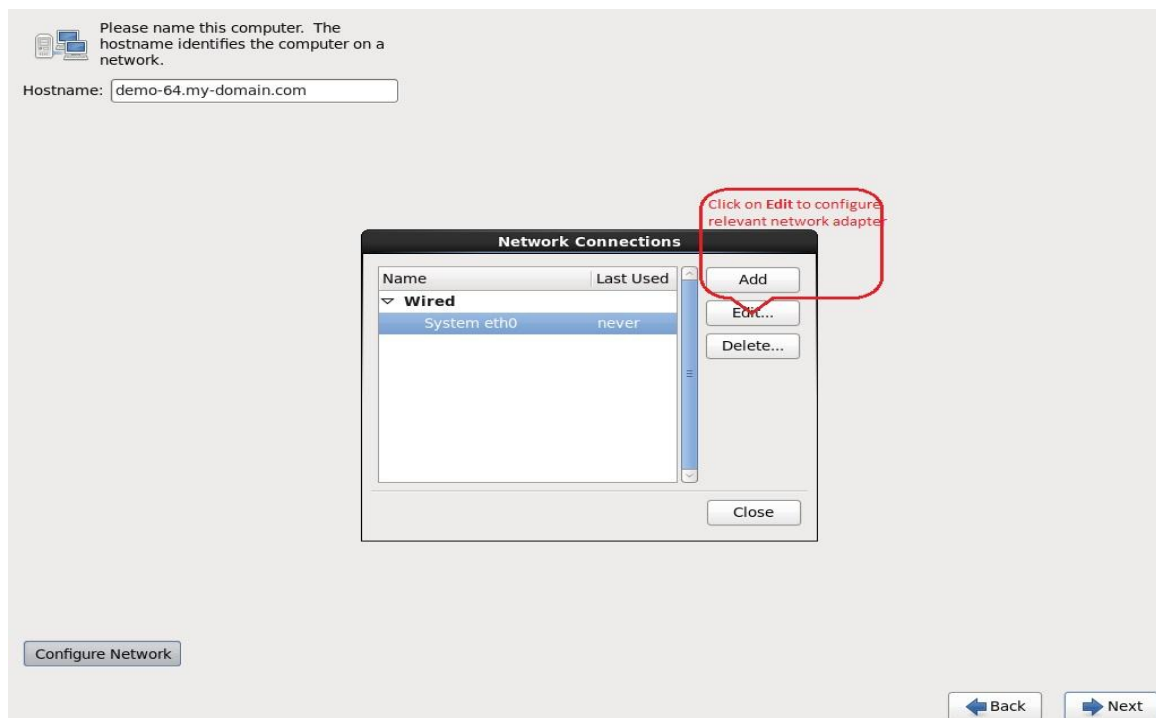 Please name this computer.  The
hostname identifies the computer on a
network.
Hostname: demo-64.my-domain.com
Click on Edit to configure
relevant network adapter
Network Connections
Name Last Used
Add
Wired
Edit...
System eth0 never
Delete...
Close
Configure Network
Back Next